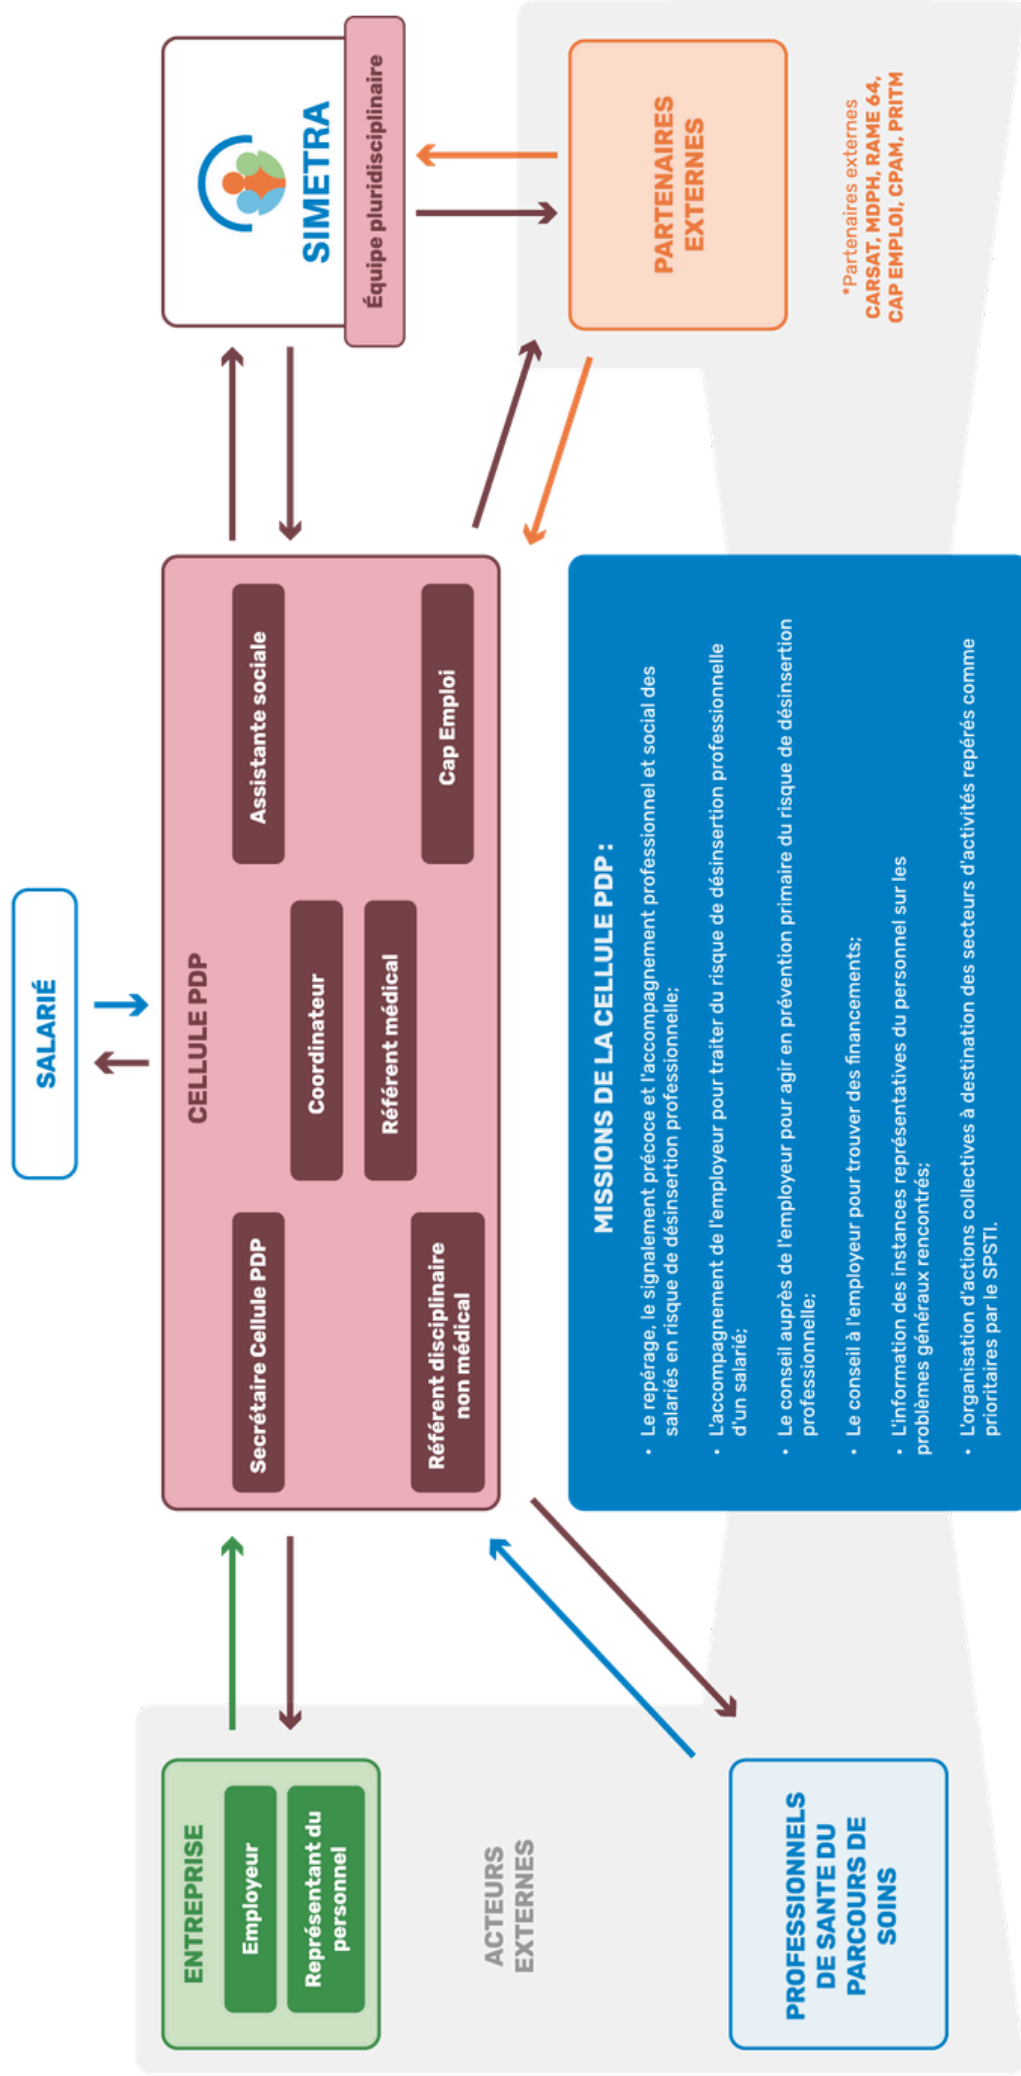 SALARIÉ
ENTREPRISE
Employeur
Représentant du
personnel
CELLULE PDP
Secrétaire Cellule PDP
Assistante sociale
Coordinateur
Référent médical
Référent disciplinaire
non médical
Cap Emploi
SIMETRA
Équipe pluridisciplinaire
ACTEURS
EXTERNES
PROFESSIONNELS
DE SANTE DU
PARCOURS DE
SOINS
MISSIONS DE LA CELLULE PDP :
• Le repérage, le signalement précoce et l'accompagnement professionnel et social des
salariés en risque de désinsertion professionnelle;
• L'accompagnement de l'employeur pour traiter du risque de désinsertion professionnelle
d'un salarié;
• Le conseil auprès de l'employeur pour agir en prévention primaire du risque de désinsertion
professionnelle;
• Le conseil à l'employeur pour trouver des financements;
• L'information des instances représentatives du personnel sur les
problèmes généraux rencontrés;
• L'organisation d'actions collectives à destination des secteurs d'activités repérés comme
prioritaires par le SPSTI.
PARTENAIRES
EXTERNES
*Partenaires externes
CARSAT, MDPH, RAME 64,
CAP EMPLOI, CPAM, PRITM